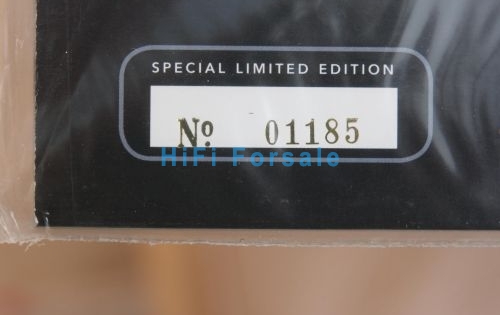 SPECIAL LIMITED EDITION
Nº 01185
HiFi Forsale